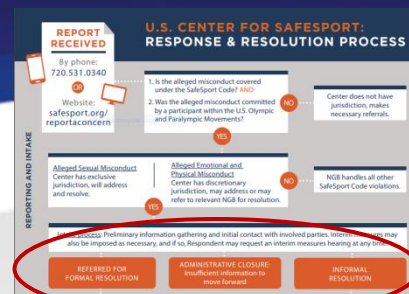 REPORT
RECEIVED
By phone:
720.531.0340
OR
Website:
safesport.org/
reportaconcern
U.S. CENTER FOR SAFESPORT:
RESPONSE & RESOLUTION PROCESS
1. Is the alleged misconduct covered
under the SafeSport Code? AND
2. Was the alleged misconduct committed
by a participant within the U.S. Olympic
and Paralympic Movements?
NO
Center does not have
jurisdiction, makes
necessary referrals.
YES
REPORTING AND INTAKE
Alleged Sexual Misconduct
Center has exclusive
jurisdiction, will address
and resolve.
Alleged Emotional and
Physical Misconduct
Center has discretionary
jurisdiction, may address or may
refer to relevant NGB for resolution.
NO
NGB handles all other
SafeSport Code violations.
YES
Intake process: Preliminary information gathering and initial contact with involved parties. Interim measures may
also be imposed as necessary, and if so, Respondent may request an interim measures hearing at any time.
REFERRED FOR
FORMAL RESOLUTION
ADMINISTRATIVE CLOSURE:
Insufficient information to
move forward
INFORMAL
RESOLUTION